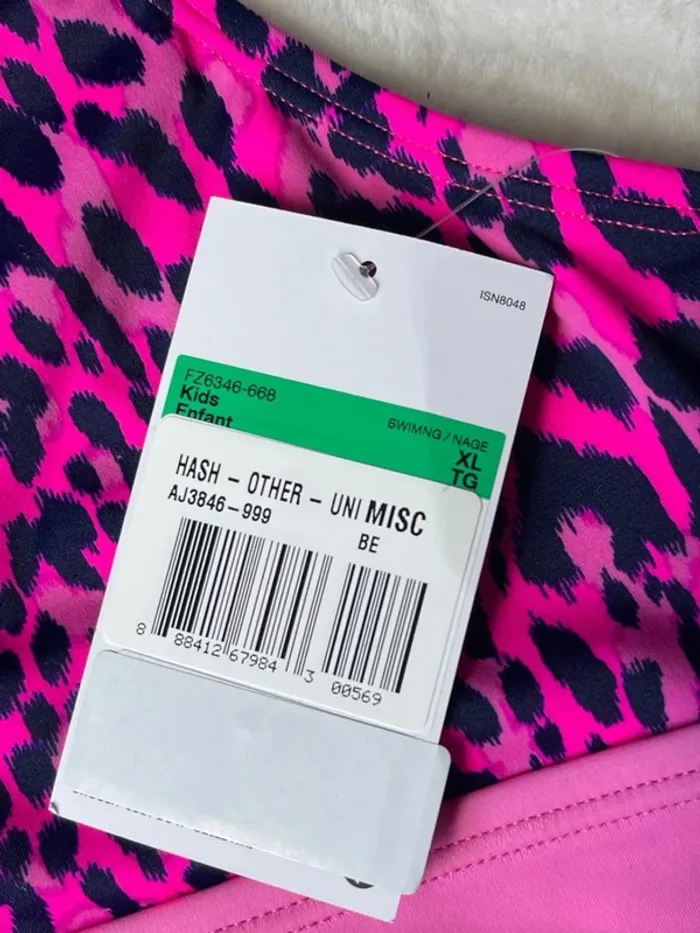 ISN8048
FZ6346-668
Kids
Enfant
SWIMNG / NAGE
XL
TG
HASH - OTHER - UNI MISC
AJ3846-999
BE
8 88412 67984 3 00569